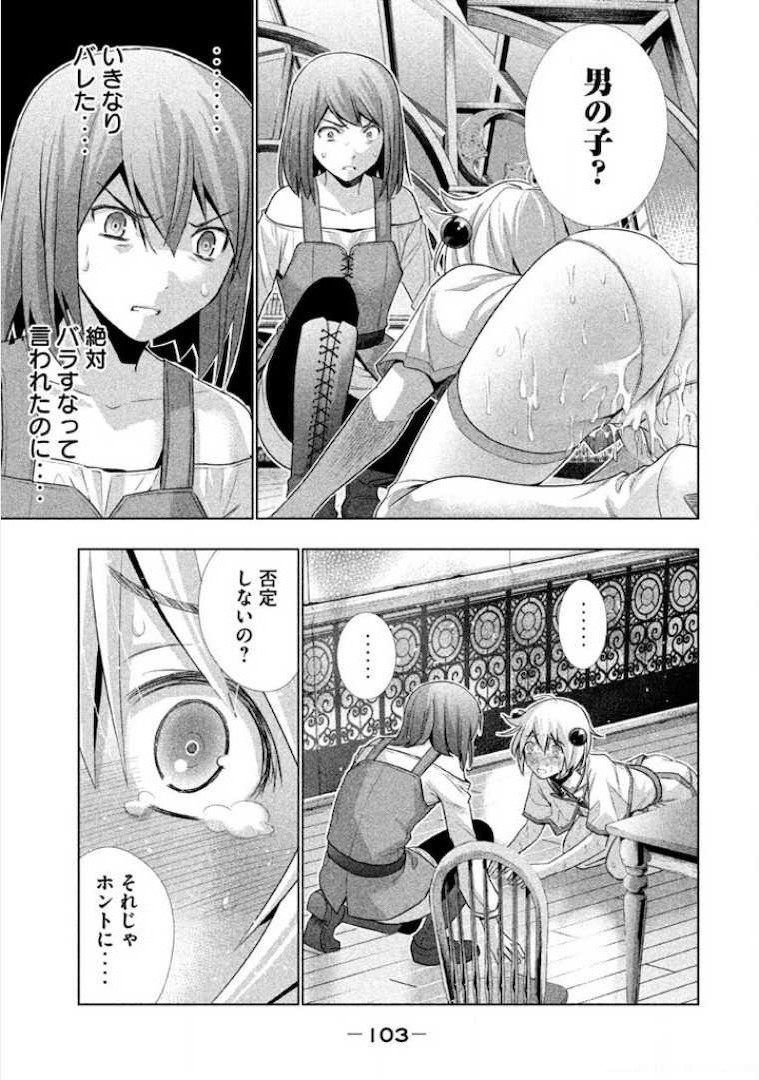 男の子?
‥‥‥
いきなり
バレた‥‥
絶対
バラすなって
言われたのに‥‥
‥‥‥
‥‥‥
否定
しないの?
それじゃ
ホントに‥‥
—103—